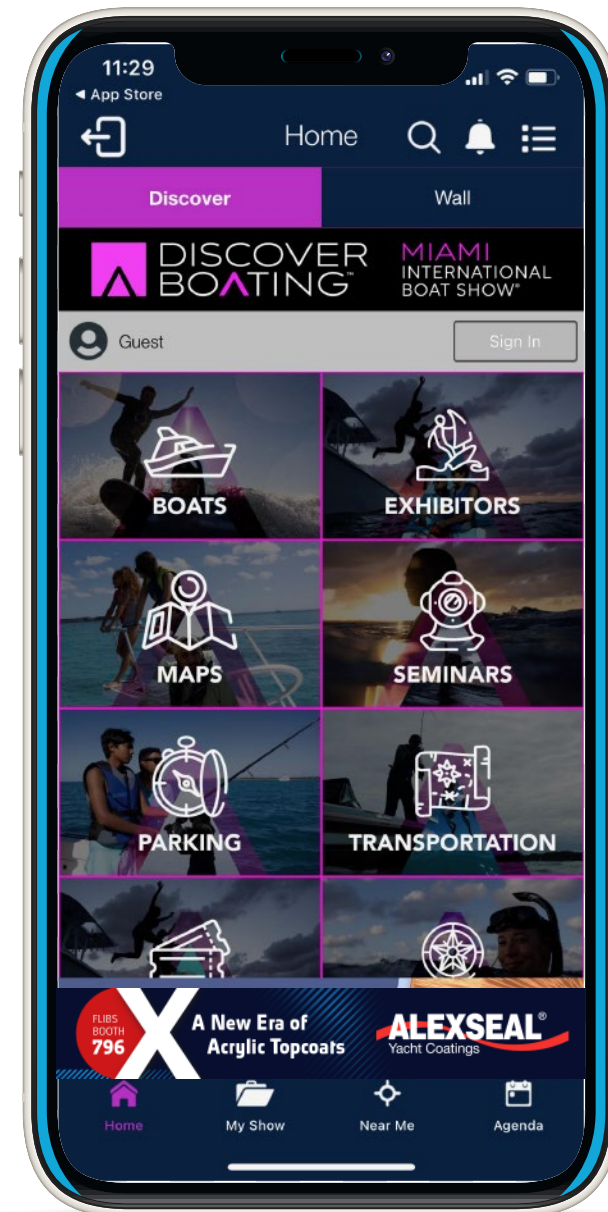 11:29
◀ App Store
Home
Discover
Wall
DISCOVER
BOATING™
MIAMI
INTERNATIONAL
BOAT SHOW®
Guest
Sign In
BOATS
EXHIBITORS
MAPS
SEMINARS
PARKING
TRANSPORTATION
FLIBS
BOOTH
796
X
A New Era of
Acrylic Topcoats
ALEXSEAL®
Yacht Coatings
Home
My Show
Near Me
Agenda